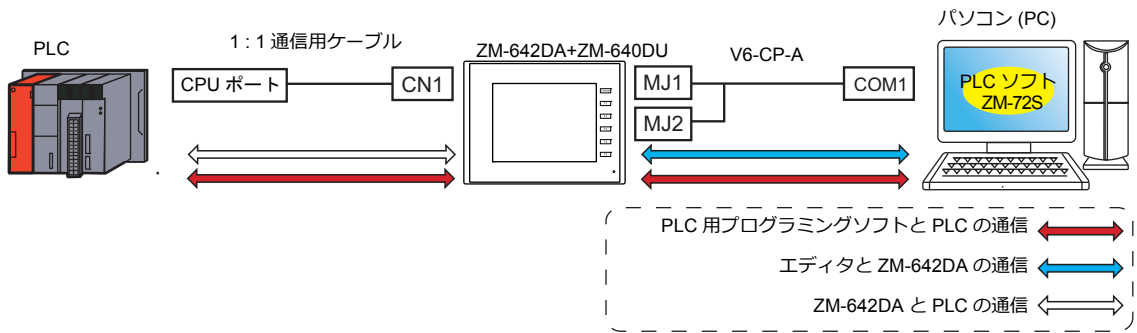 パソコン (PC)
PLC
1 : 1 通信用ケーブル
ZM-642DA+ZM-640DU
V6-CP-A
CPU ポート
CN1
MJ1
MJ2
COM1
PLC ソフト
ZM-72S
PLC 用プログラミングソフトと PLC の通信
エディタと ZM-642DA の通信
ZM-642DA と PLC の通信